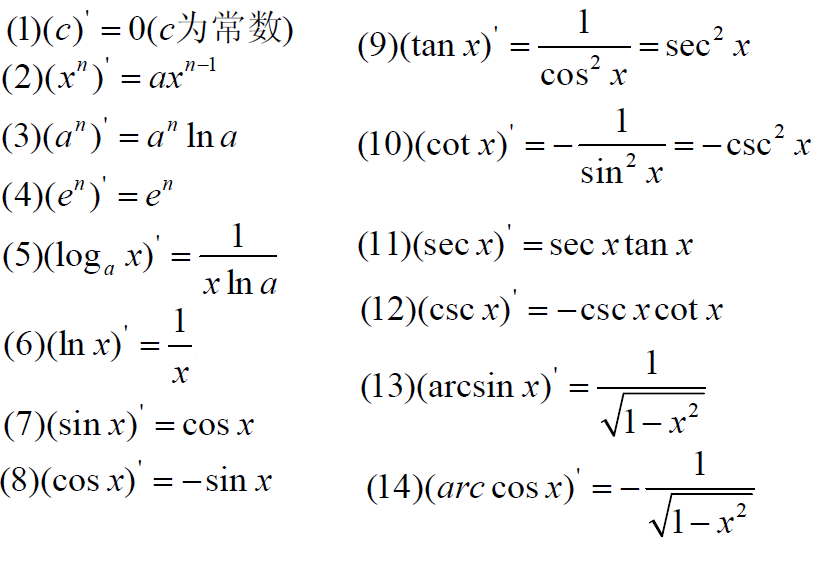 (1)(c)' = 0(c为常数)
(2)(xⁿ)' = axⁿ⁻¹
(3)(aⁿ)' = aⁿ ln a
(4)(eⁿ)' = eⁿ
(5)(logₐ x)' = 1/(x ln a)
(6)(ln x)' = 1/x
(7)(sin x)' = cos x
(8)(cos x)' = −sin x
(9)(tan x)' = 1/cos² x = sec² x
(10)(cot x)' = −1/sin² x = −csc² x
(11)(sec x)' = sec x tan x
(12)(csc x)' = −csc x cot x
(13)(arcsin x)' = 1/√(1−x²)
(14)(arc cos x)' = −1/√(1−x²)